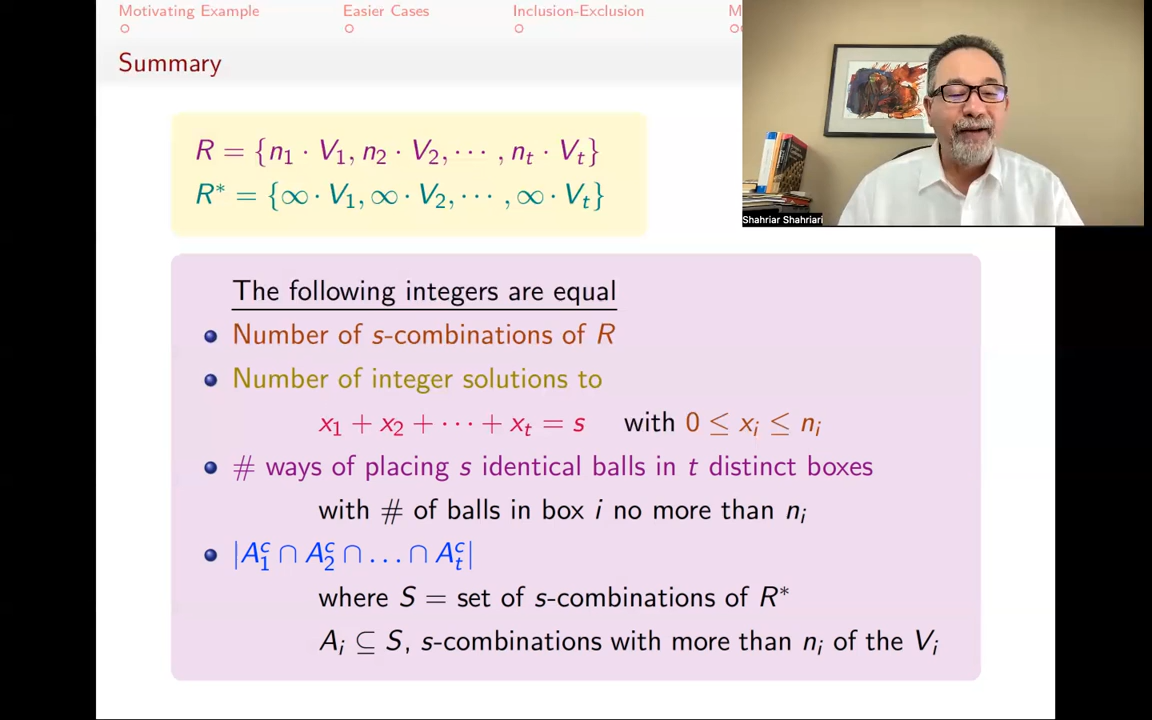 Motivating Example Easier Cases Inclusion-Exclusion M
Summary
R = {n₁ · V₁, n₂ · V₂, ⋯ , nₜ · Vₜ}
R* = {∞ · V₁, ∞ · V₂, ⋯ , ∞ · Vₜ}
Shahriar Shahriari
The following integers are equal
Number of s-combinations of R
Number of integer solutions to
x₁ + x₂ + ⋯ + xₜ = s with 0 ≤ xᵢ ≤ nᵢ
# ways of placing s identical balls in t distinct boxes
with # of balls in box i no more than nᵢ
|A₁ᶜ ∩ A₂ᶜ ∩ … ∩ Aₜᶜ|
where S = set of s-combinations of R*
Aᵢ ⊆ S, s-combinations with more than nᵢ of the Vᵢ